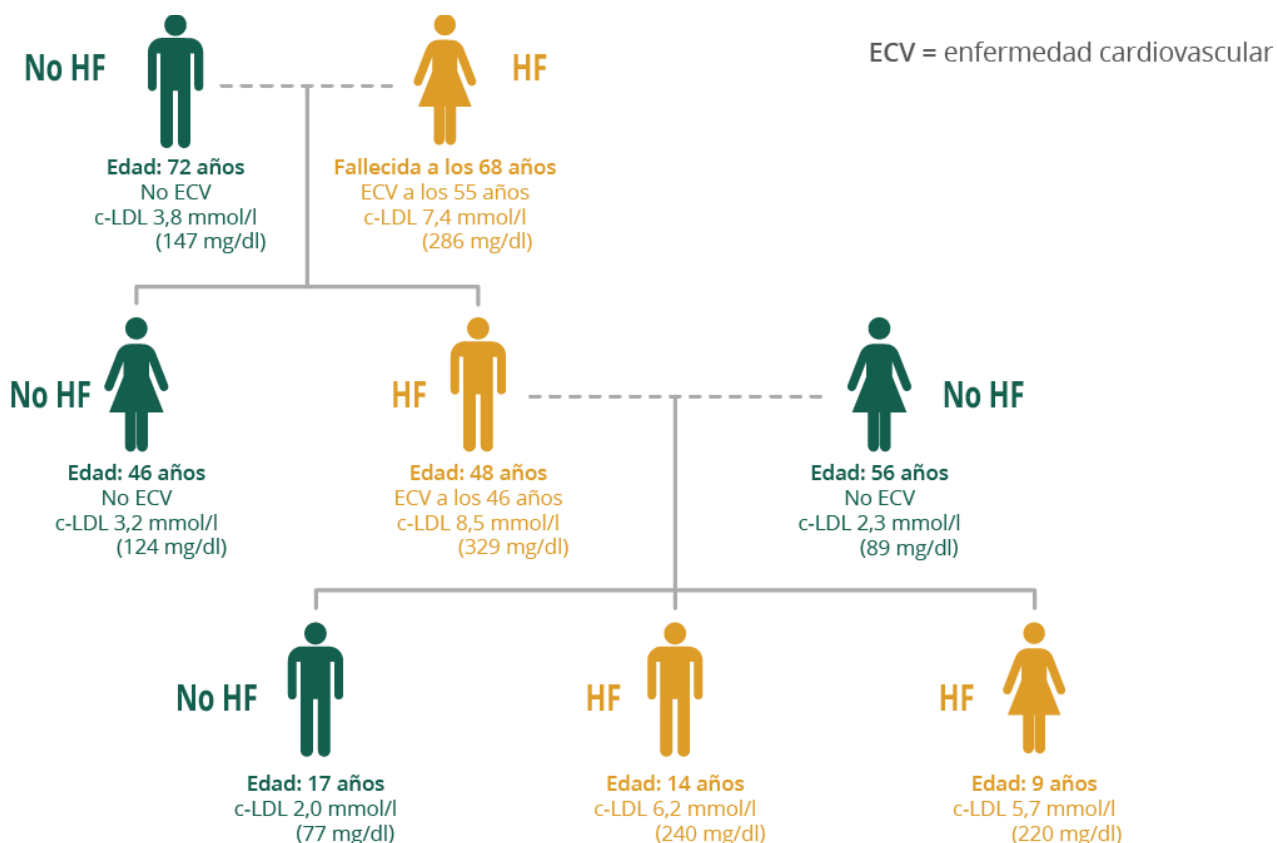 ECV = enfermedad cardiovascular
No HF
HF
Edad: 72 años
No ECV
c-LDL 3,8 mmol/l
(147 mg/dl)
Fallecida a los 68 años
ECV a los 55 años
c-LDL 7,4 mmol/l
(286 mg/dl)
No HF
HF
No HF
Edad: 46 años
No ECV
c-LDL 3,2 mmol/l
(124 mg/dl)
Edad: 48 años
ECV a los 46 años
c-LDL 8,5 mmol/l
(329 mg/dl)
Edad: 56 años
No ECV
c-LDL 2,3 mmol/l
(89 mg/dl)
No HF
HF
HF
Edad: 17 años
c-LDL 2,0 mmol/l
(77 mg/dl)
Edad: 14 años
c-LDL 6,2 mmol/l
(240 mg/dl)
Edad: 9 años
c-LDL 5,7 mmol/l
(220 mg/dl)